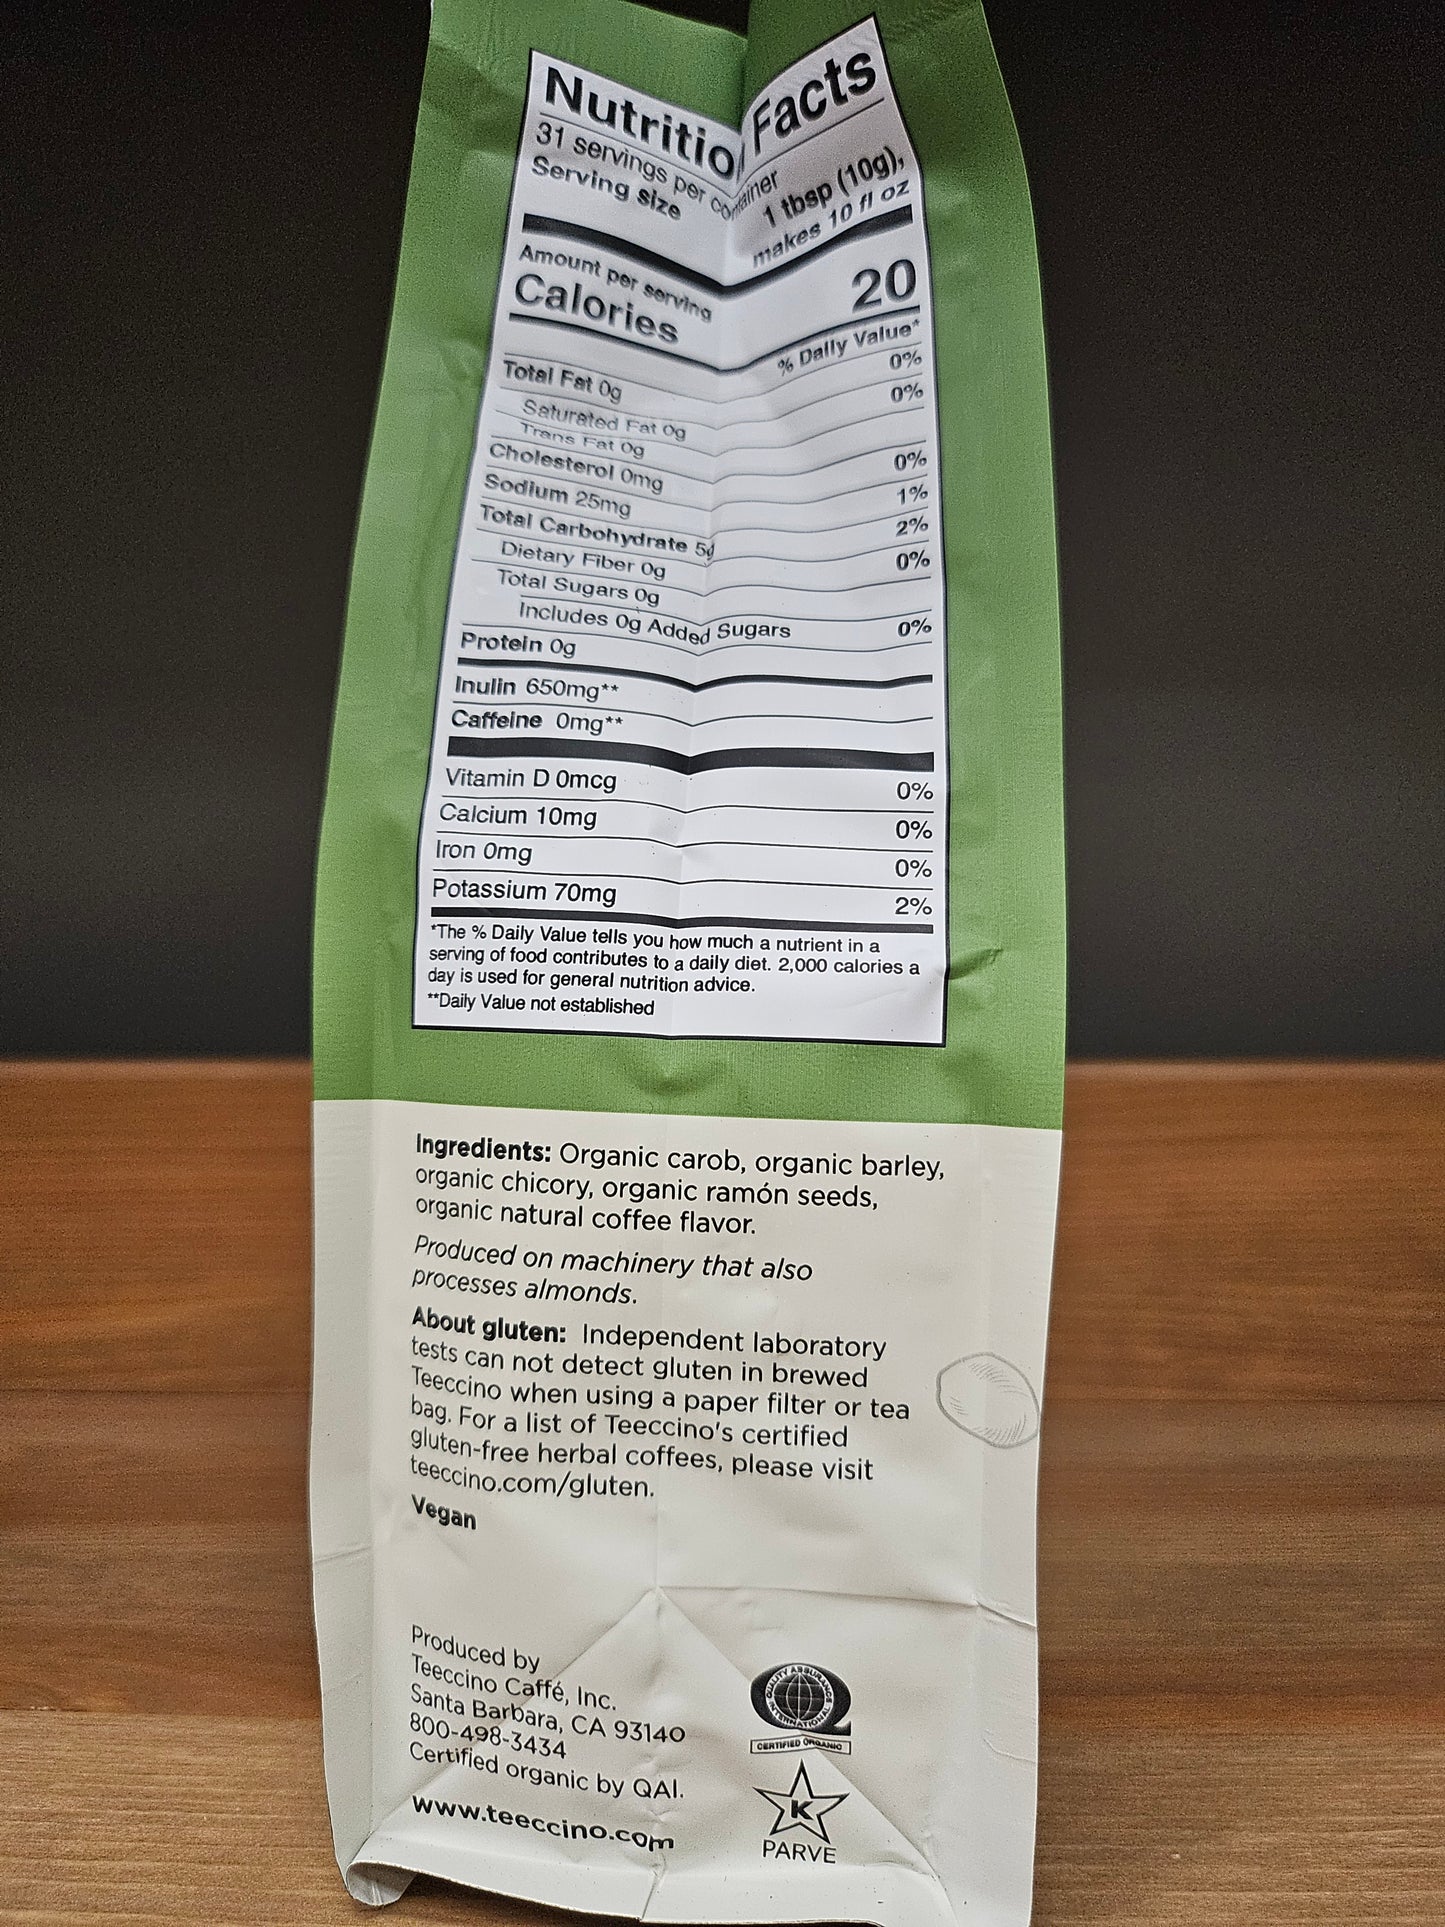 Nutrition Facts
31 servings per container
Serving size 1 tbsp (10g),
makes 10 fl oz
Amount per serving
Calories 20
% Daily Value*
Total Fat 0g 0%
Saturated Fat 0g 0%
Trans Fat 0g
Cholesterol 0mg 0%
Sodium 25mg 1%
Total Carbohydrate 5g 2%
Dietary Fiber 0g 0%
Total Sugars 0g
Includes 0g Added Sugars 0%
Protein 0g
Inulin 650mg**
Caffeine 0mg**
Vitamin D 0mcg 0%
Calcium 10mg 0%
Iron 0mg 0%
Potassium 70mg 2%
*The % Daily Value tells you how much a nutrient in a
serving of food contributes to a daily diet. 2,000 calories a
day is used for general nutrition advice.
**Daily Value not established
Ingredients: Organic carob, organic barley,
organic chicory, organic ramón seeds,
organic natural coffee flavor.
Produced on machinery that also
processes almonds.
About gluten: Independent laboratory
tests can not detect gluten in brewed
Teeccino when using a paper filter or tea
bag. For a list of Teeccino's certified
gluten-free herbal coffees, please visit
teeccino.com/gluten.
Vegan
Produced by
Teeccino Caffé, Inc.
Santa Barbara, CA 93140
800-498-3434
Certified organic by QAI.
www.teeccino.com
QUALITY ASSURANCE
INTERNATIONAL
CERTIFIED ORGANIC
K
PARVE